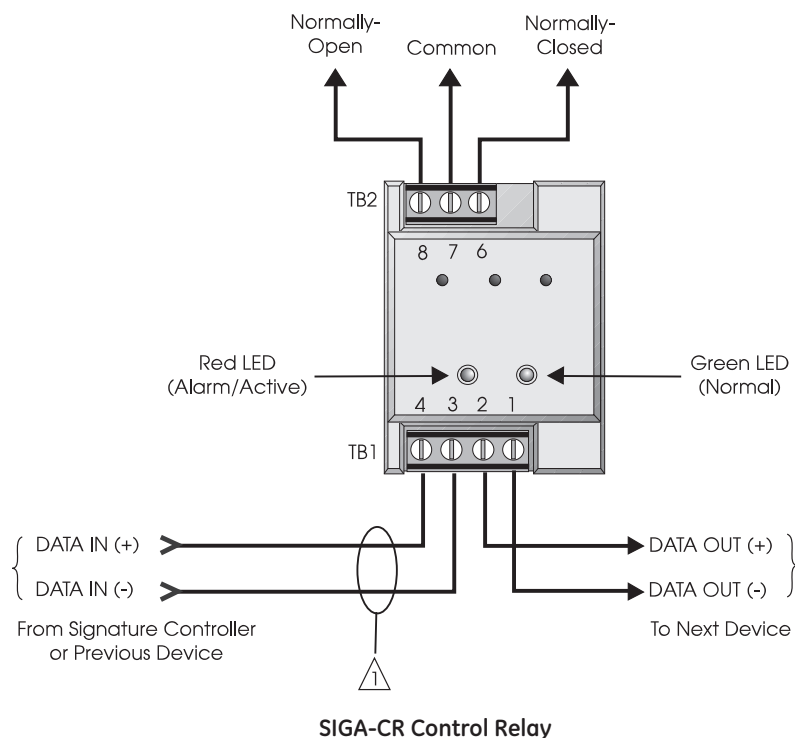 Normally-
Open
Common
Normally-
Closed
TB2
8 7 6
Red LED
(Alarm/Active)
Green LED
(Normal)
4 3 2 1
TB1
DATA IN (+)
DATA OUT (+)
DATA IN (-)
DATA OUT (-)
From Signature Controller
or Previous Device
To Next Device
1
SIGA-CR Control Relay